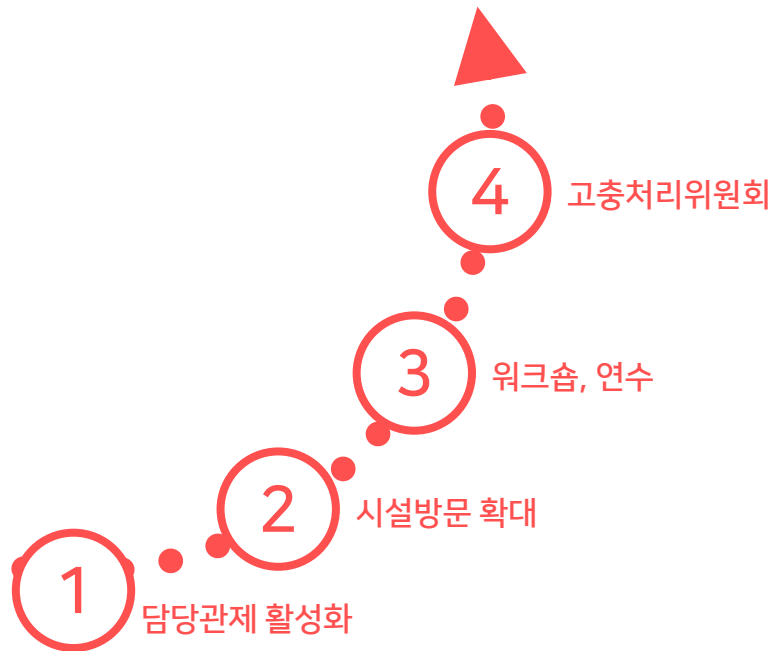 4
고충처리위원회
3
워크숍, 연수
2
시설방문 확대
1
담당관제 활성화